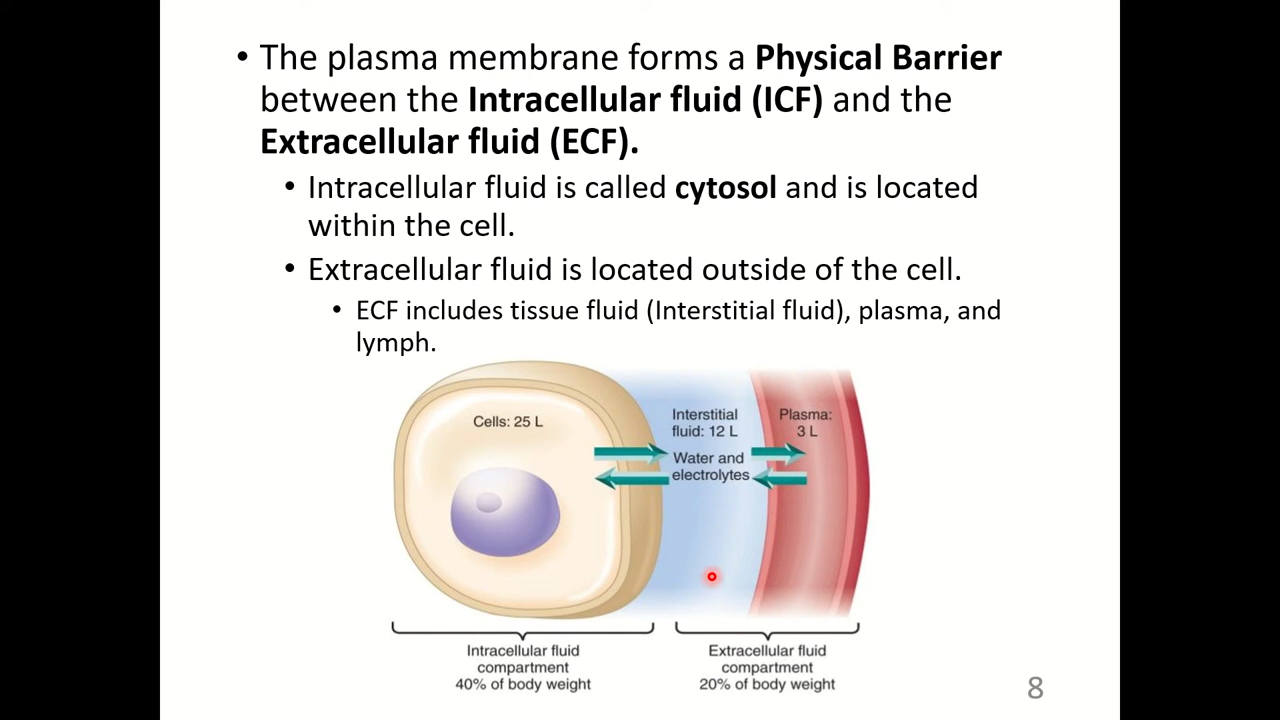 • The plasma membrane forms a Physical Barrier
between the Intracellular fluid (ICF) and the
Extracellular fluid (ECF).
• Intracellular fluid is called cytosol and is located
within the cell.
• Extracellular fluid is located outside of the cell.
• ECF includes tissue fluid (Interstitial fluid), plasma, and
lymph.
Cells: 25 L
Interstitial
fluid: 12 L
Water and
electrolytes
Plasma:
3 L
Intracellular fluid
compartment
40% of body weight
Extracellular fluid
compartment
20% of body weight
8